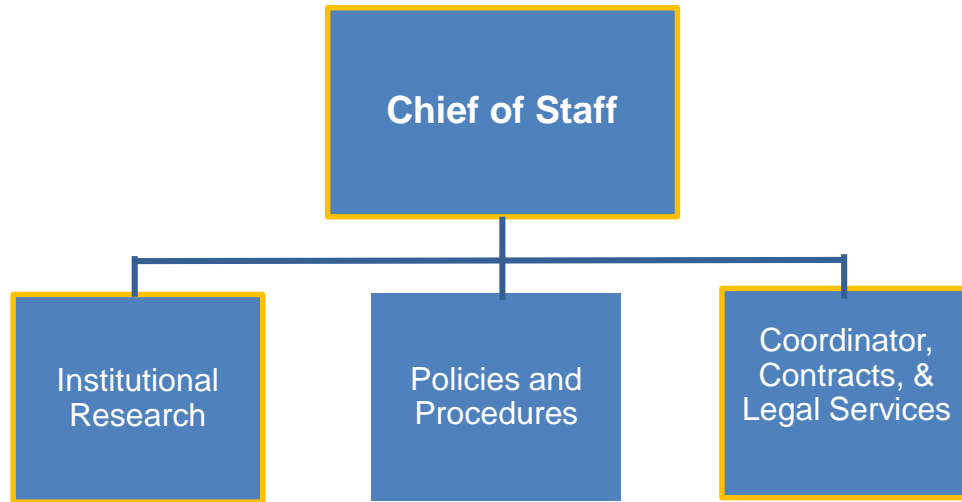 Chief of Staff
Institutional
Research
Policies and
Procedures
Coordinator,
Contracts, &
Legal Services